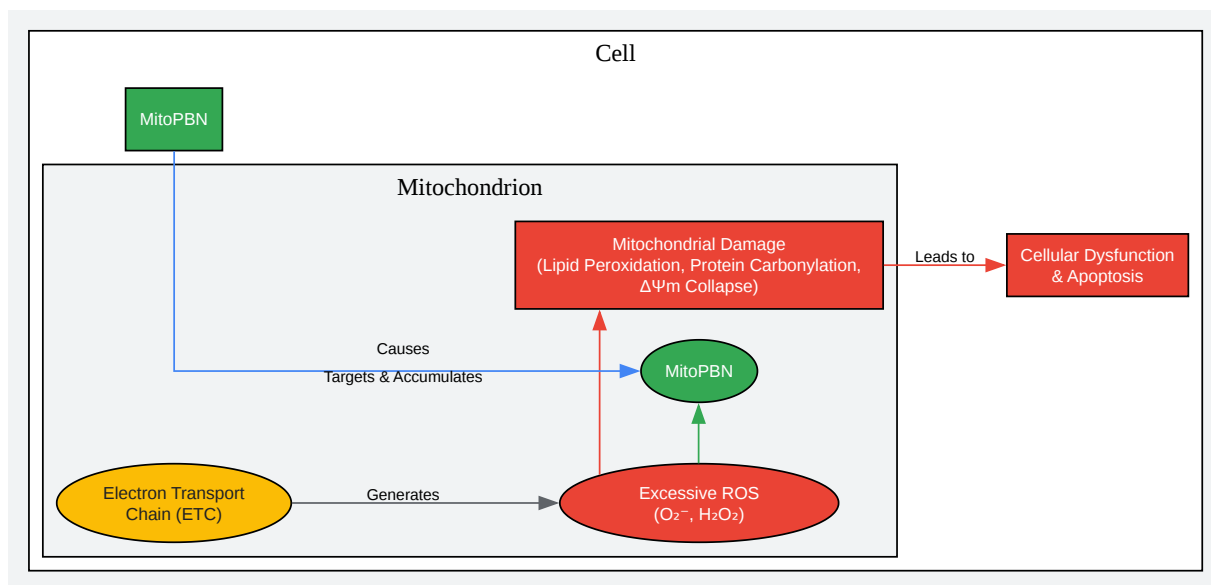 Cell
MitoPBN
Mitochondrion
Mitochondrial Damage
(Lipid Peroxidation, Protein Carbonylation,
ΔΨm Collapse)
Leads to
Cellular Dysfunction
& Apoptosis
Causes
Targets & Accumulates
MitoPBN
Electron Transport
Chain (ETC)
Generates
Excessive ROS
(O₂⁻, H₂O₂)